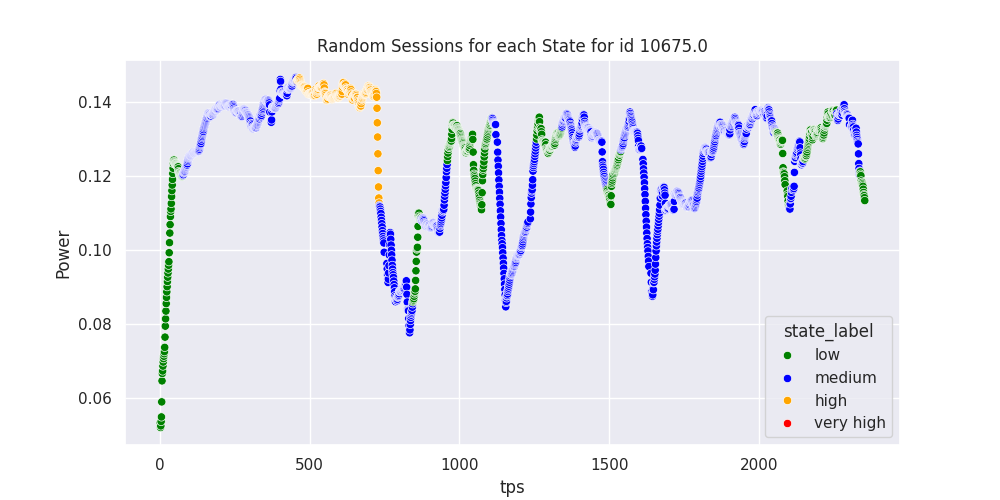 Random Sessions for each State for id 10675.0
Power
0.14
0.12
0.10
0.08
0.06
0
500
1000
1500
2000
tps
state_label
low
medium
high
very high